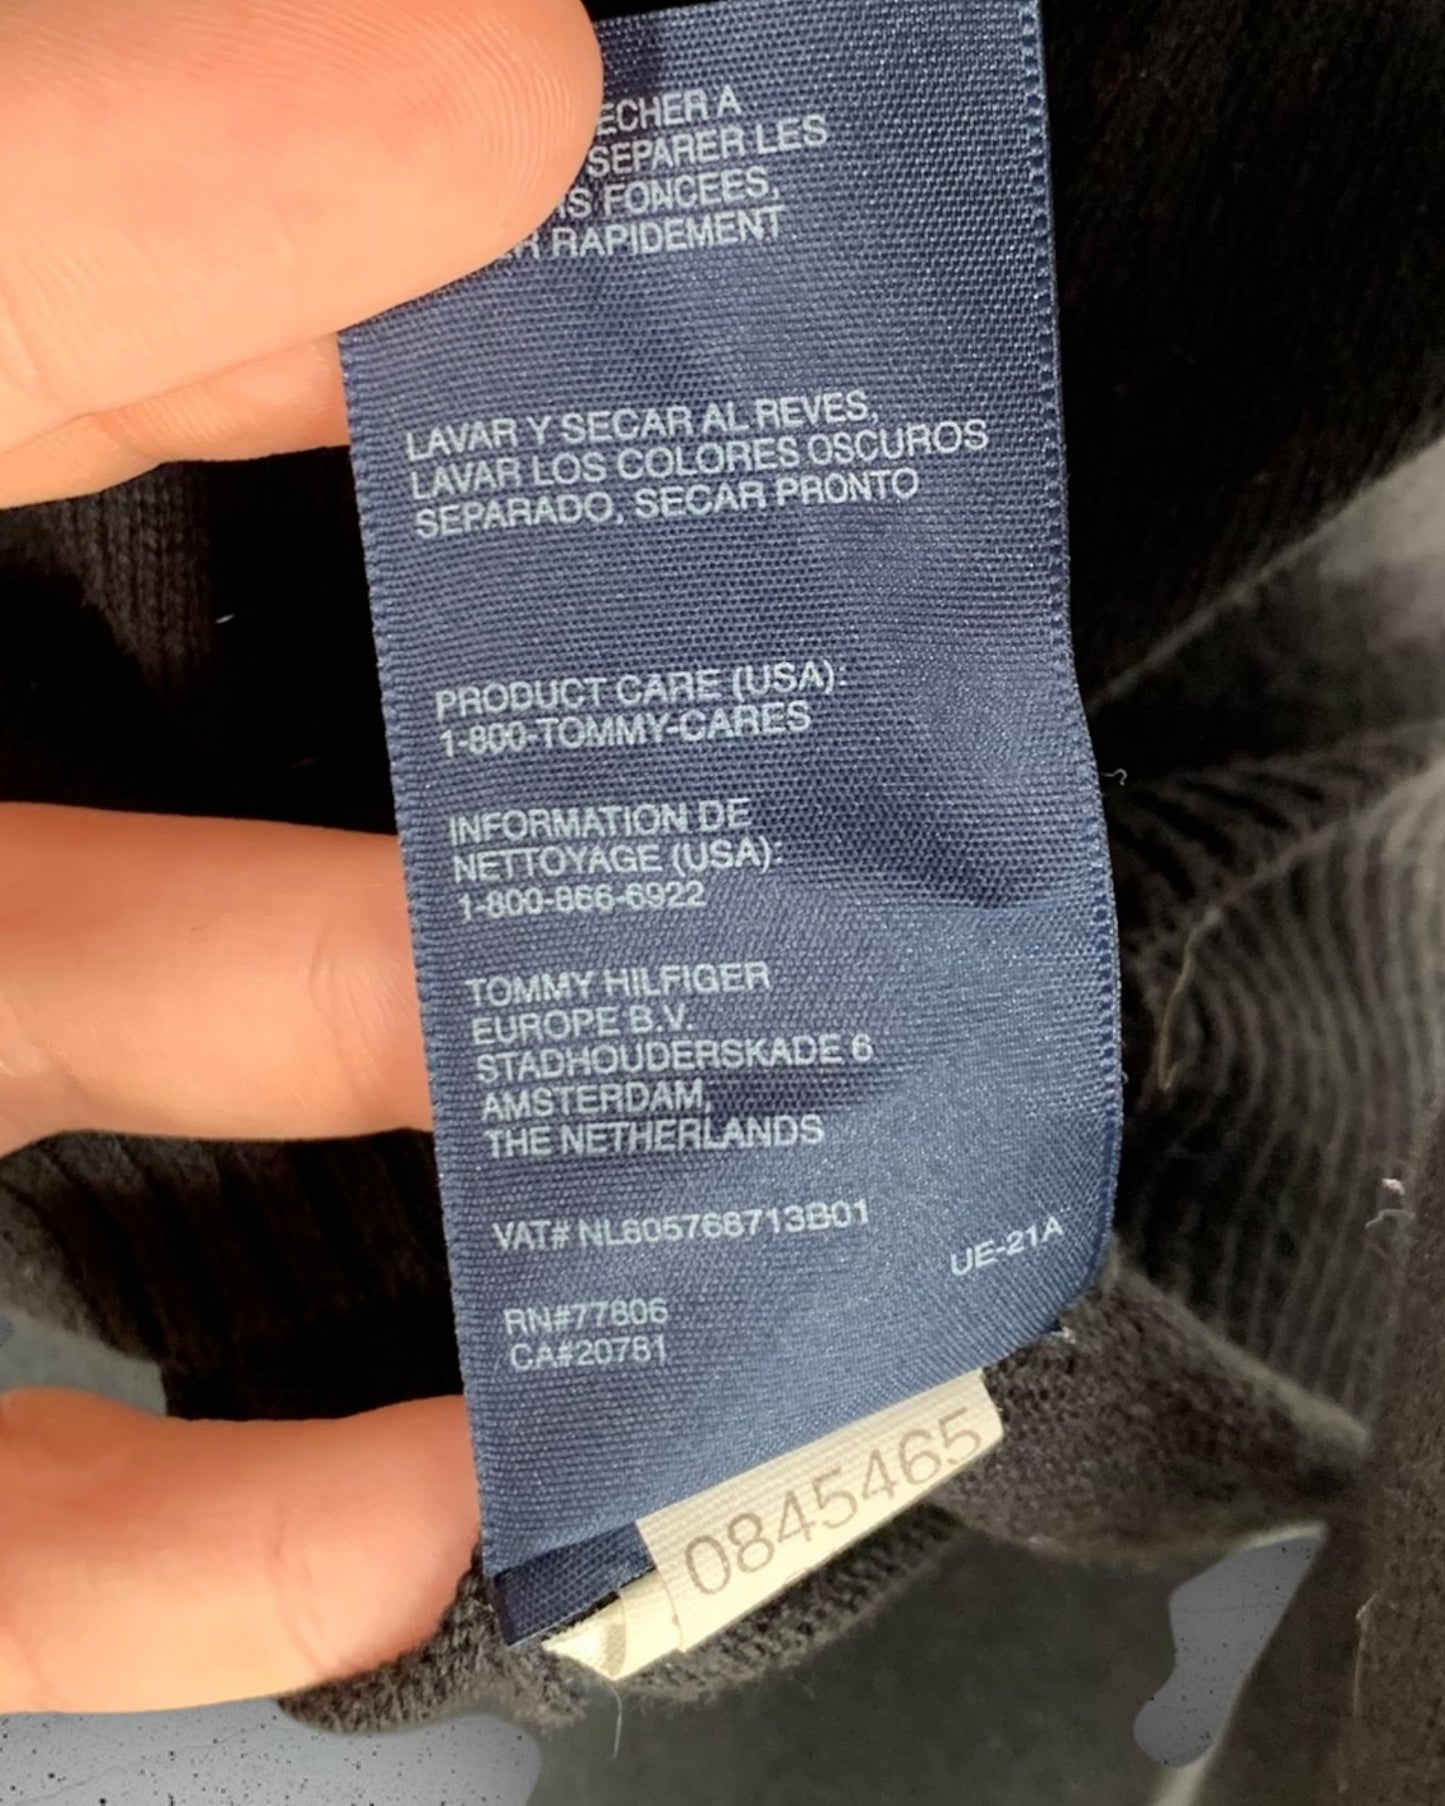 ECHER A
SEPARER LES
FONCEES,
RAPIDEMENT
LAVAR Y SECAR AL REVES,
LAVAR LOS COLORES OSCUROS
SEPARADO, SECAR PRONTO
PRODUCT CARE (USA):
1-800-TOMMY-CARES
INFORMATION DE
NETTOYAGE (USA):
1-800-866-6922
TOMMY HILFIGER
EUROPE B.V.
STADHOUDERSKADE 6
AMSTERDAM,
THE NETHERLANDS
VAT# NL805768713B01
UE-21A
RN#77806
CA#20781
0845465